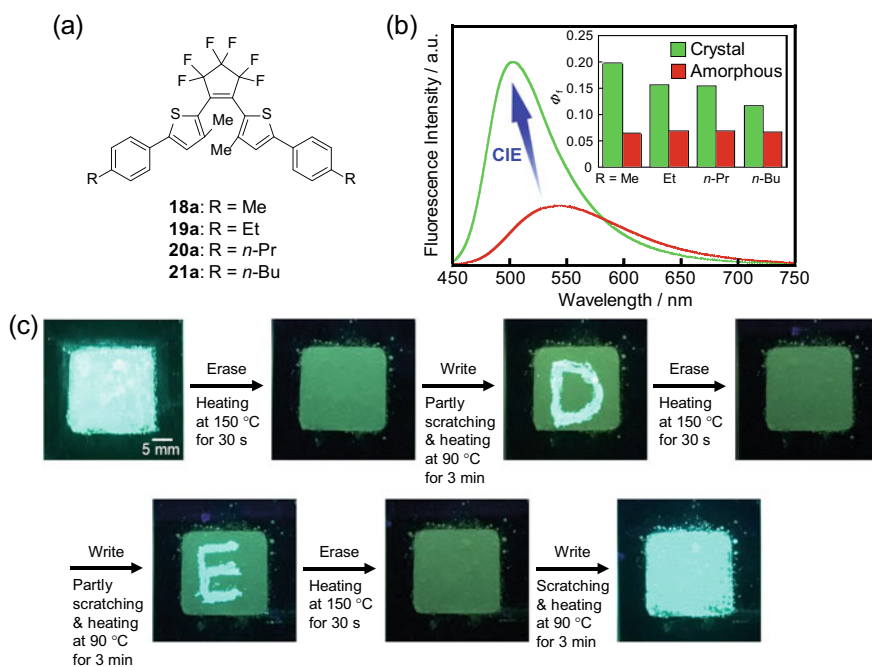 (a)
F F F F F F
S S
Me
Me
R R
18a: R = Me
19a: R = Et
20a: R = n-Pr
21a: R = n-Bu
(b)
Fluorescence Intensity / a.u.
CIE
450 500 550 600 650 700 750
Wavelength / nm
Φf
0.25
0.20
0.15
0.10
0.05
0
Crystal
Amorphous
R = Me Et n-Pr n-Bu
(c)
5 mm
Erase
Heating
at 150 °C
for 30 s
Write
Partly
scratching
& heating
at 90 °C
for 3 min
D
Erase
Heating
at 150 °C
for 30 s
Write
Partly
scratching
& heating
at 90 °C
for 3 min
E
Erase
Heating
at 150 °C
for 30 s
Write
Scratching
& heating
at 90 °C
for 3 min